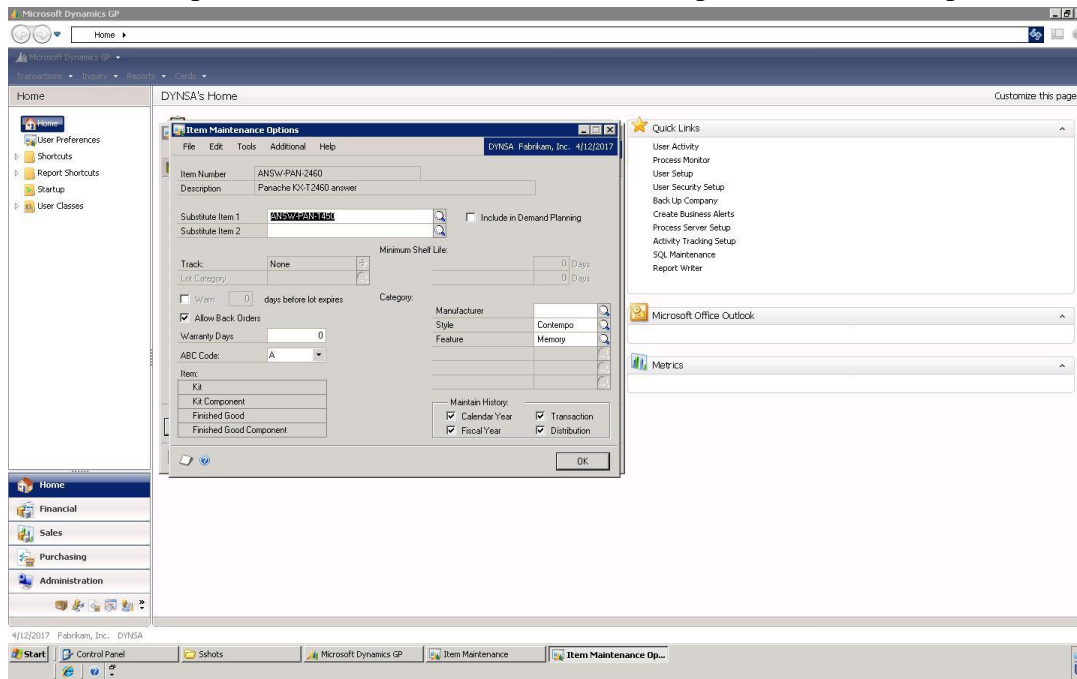 Microsoft Dynamics GP
Home
Microsoft Dynamics GP
Transactions Inquiry Reports Cards
Home
DYNSA's Home
Customize this page
Home
User Preferences
Shortcuts
Report Shortcuts
Startup
User Classes
Item Maintenance Options
File Edit Tools Additional Help
DYNSA Fabrikam, Inc. 4/12/2017
Item Number ANSW-PAN-2460
Description Panache KX-T2460 answer
Substitute Item 1 ANSW-PAN-1450
Include in Demand Planning
Substitute Item 2
Minimum Shelf Life:
Track: None 0 Days
Lot Category 0 Days
Warn 0 days before lot expires
Category:
Allow Back Orders
Manufacturer
Warranty Days 0
Style Contempo
Feature Memory
ABC Code: A
Item:
Kit
Kit Component
Finished Good
Finished Good Component
Maintain History:
Calendar Year Transaction
Fiscal Year Distribution
OK
Quick Links
User Activity
Process Monitor
User Setup
User Security Setup
Back Up Company
Create Business Alerts
Process Server Setup
Activity Tracking Setup
SQL Maintenance
Report Writer
Microsoft Office Outlook
Metrics
Home
Financial
Sales
Purchasing
Administration
4/12/2017 Fabrikam, Inc. DYNSA
Start Control Panel Sshots Microsoft Dynamics GP Item Maintenance Item Maintenance Op...